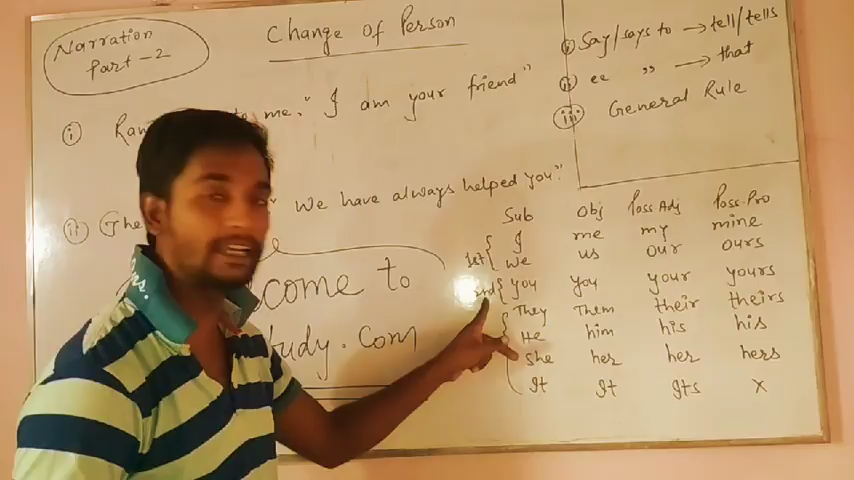 Narration
Part-2
Change of Person
(i) Ram to me, "I am your friend"
(ii) Ghe "We have always helped you"
come to
udy.com
(i) Say/says to → tell/tells
(ii) " " → that
(iii) General Rule
Sub Obj Poss.Adj Poss.Pro
I me my mine
1st { We us our ours
2nd { you you your yours
They Them their theirs
He him his his
She her her hers
It It Its X